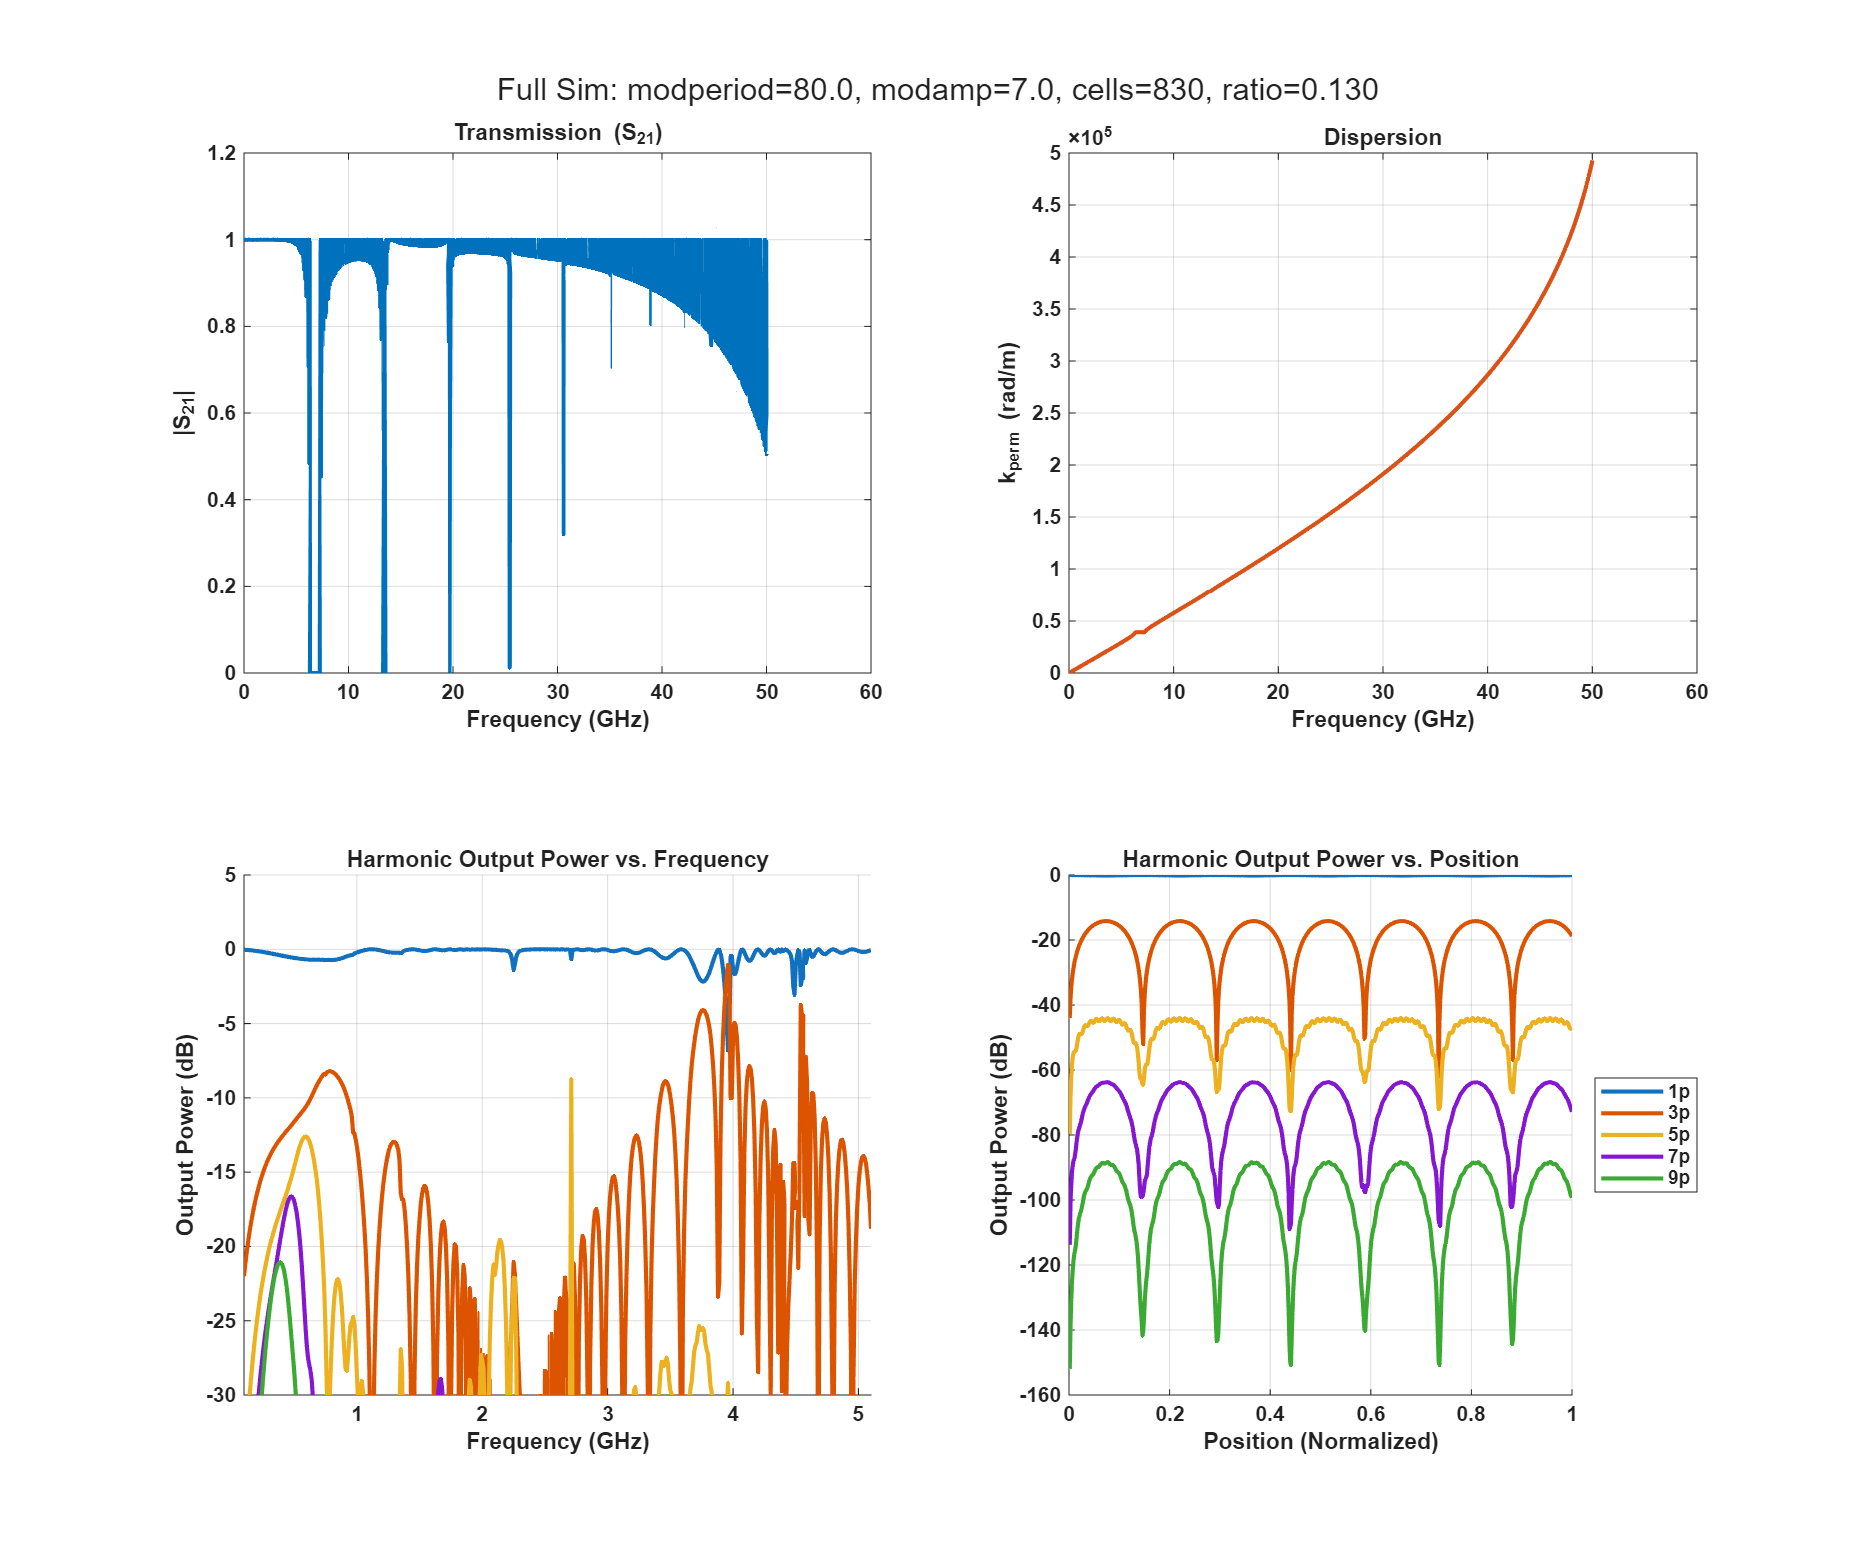 Full Sim: modperiod=80.0, modamp=7.0, cells=830, ratio=0.130
Transmission (S21)
1.2
1
0.8
0.6
0.4
0.2
0
|S21|
0 10 20 30 40 50 60
Frequency (GHz)
×10^5
Dispersion
5
4.5
4
3.5
3
2.5
2
1.5
1
0.5
0
kperm (rad/m)
0 10 20 30 40 50 60
Frequency (GHz)
Harmonic Output Power vs. Frequency
5
0
-5
-10
-15
-20
-25
-30
Output Power (dB)
1 2 3 4 5
Frequency (GHz)
Harmonic Output Power vs. Position
0
-20
-40
-60
-80
-100
-120
-140
-160
Output Power (dB)
0 0.2 0.4 0.6 0.8 1
Position (Normalized)
1p
3p
5p
7p
9p